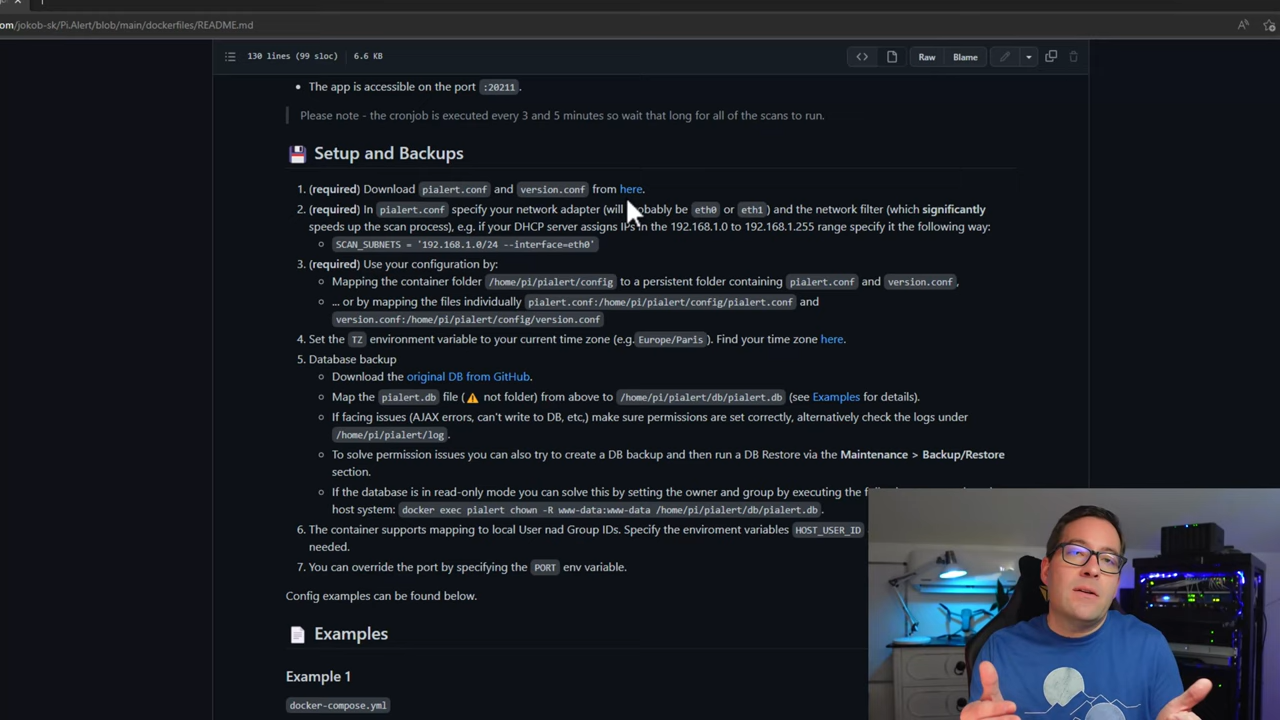 om/jokob-sk/Pi.Alert/blob/main/dockerfiles/README.md
130 lines (99 sloc)
6.6 KB
Raw
Blame
The app is accessible on the port :20211.
Please note - the cronjob is executed every 3 and 5 minutes so wait that long for all of the scans to run.
Setup and Backups
1. (required) Download pialert.conf and version.conf from here.
2. (required) In pialert.conf specify your network adapter (will probably be eth0 or eth1) and the network filter (which significantly
speeds up the scan process), e.g. if your DHCP server assigns IPs in the 192.168.1.0 to 192.168.1.255 range specify it the following way:
SCAN_SUBNETS = '192.168.1.0/24 --interface=eth0'
3. (required) Use your configuration by:
Mapping the container folder /home/pi/pialert/config to a persistent folder containing pialert.conf and version.conf,
... or by mapping the files individually pialert.conf:/home/pi/pialert/config/pialert.conf and
version.conf:/home/pi/pialert/config/version.conf
4. Set the TZ environment variable to your current time zone (e.g. Europe/Paris). Find your time zone here.
5. Database backup
Download the original DB from GitHub.
Map the pialert.db file (⚠ not folder) from above to /home/pi/pialert/db/pialert.db (see Examples for details).
If facing issues (AJAX errors, can't write to DB, etc,) make sure permissions are set correctly, alternatively check the logs under
/home/pi/pialert/log.
To solve permission issues you can also try to create a DB backup and then run a DB Restore via the Maintenance > Backup/Restore
section.
If the database is in read-only mode you can solve this by setting the owner and group by executing the
host system: docker exec pialert chown -R www-data:www-data /home/pi/pialert/db/pialert.db.
6. The container supports mapping to local User nad Group IDs. Specify the enviroment variables HOST_USER_ID
needed.
7. You can override the port by specifying the PORT env variable.
Config examples can be found below.
Examples
Example 1
docker-compose.yml